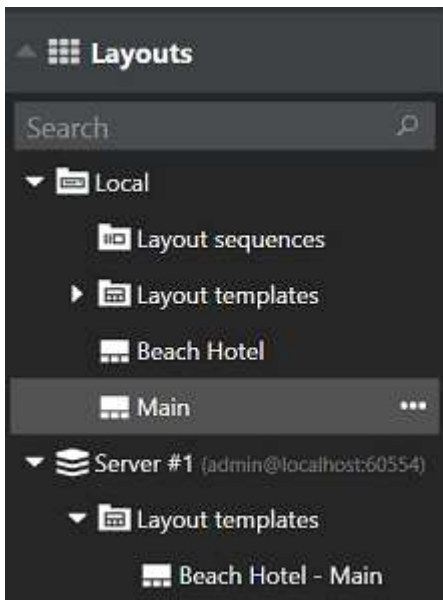 Layouts
Search
Local
Layout sequences
Layout templates
Beach Hotel
Main
Server #1 (admin@localhost:60554)
Layout templates
Beach Hotel - Main